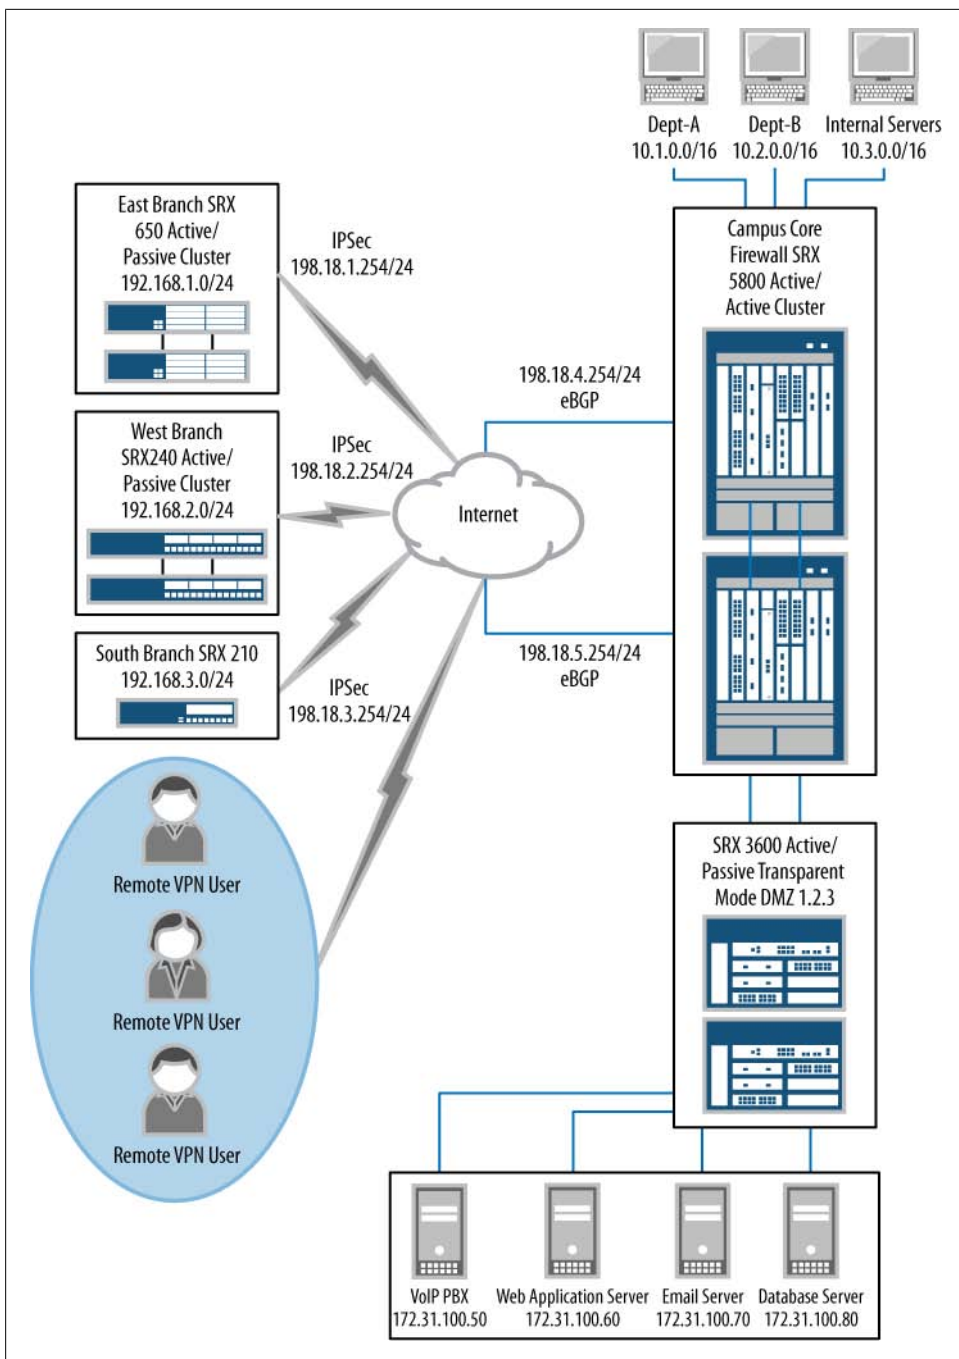 Dept-A
10.1.0.0/16
Dept-B
10.2.0.0/16
Internal Servers
10.3.0.0/16
East Branch SRX
650 Active/
Passive Cluster
192.168.1.0/24
IPSec
198.18.1.254/24
Campus Core
Firewall SRX
5800 Active/
Active Cluster
198.18.4.254/24
eBGP
West Branch
SRX240 Active/
Passive Cluster
192.168.2.0/24
IPSec
198.18.2.254/24
Internet
South Branch SRX 210
192.168.3.0/24
IPSec
198.18.3.254/24
198.18.5.254/24
eBGP
Remote VPN User
Remote VPN User
Remote VPN User
SRX 3600 Active/
Passive Transparent
Mode DMZ 1.2.3
VoIP PBX
172.31.100.50
Web Application Server
172.31.100.60
Email Server
172.31.100.70
Database Server
172.31.100.80